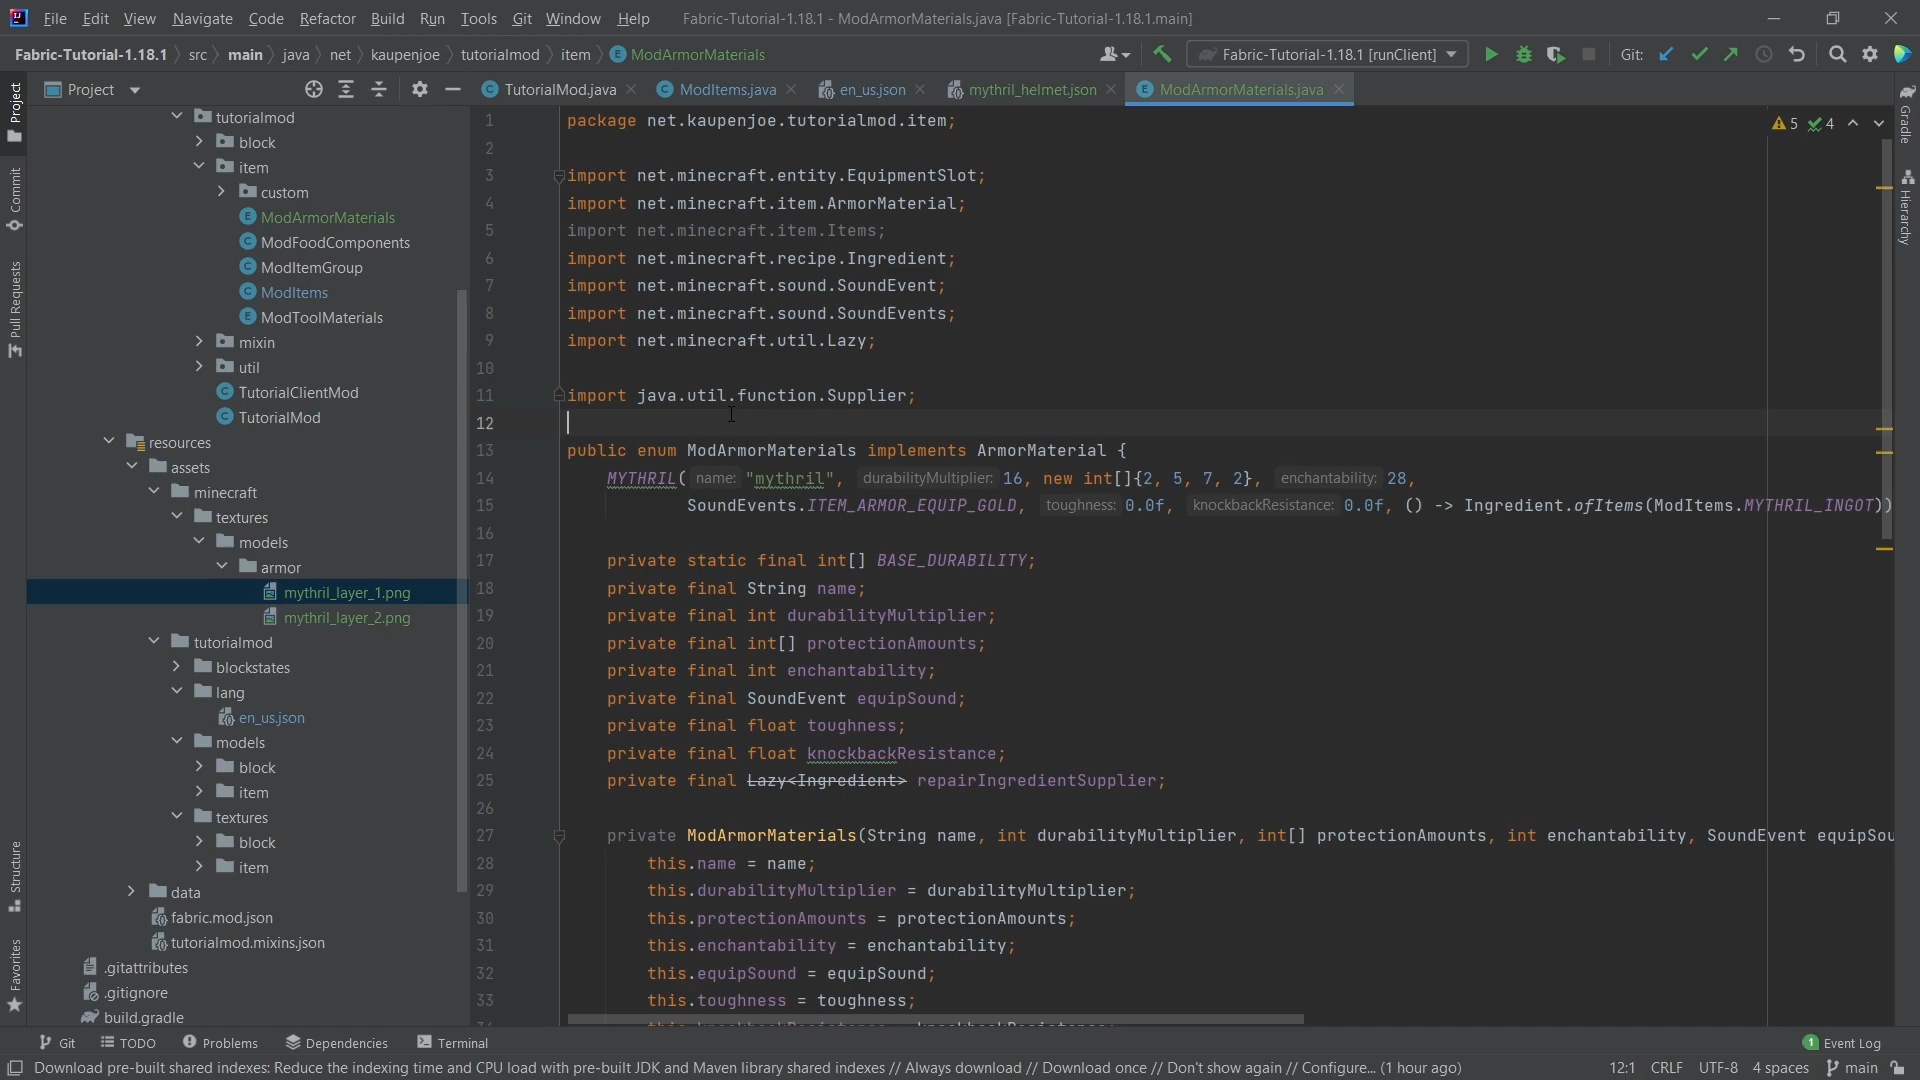 File Edit View Navigate Code Refactor Build Run Tools Git Window Help Fabric-Tutorial-1.18.1 - ModArmorMaterials.java [Fabric-Tutorial-1.18.1.main]
Fabric-Tutorial-1.18.1 src main java net kaupenjoe tutorialmod item ModArmorMaterials Fabric-Tutorial-1.18.1 [runClient] Git:
Project TutorialMod.java ModItems.java en_us.json mythril_helmet.json ModArmorMaterials.java
Project
Commit
Pull Requests
Structure
Favorites
tutorialmod
block
item
custom
ModArmorMaterials
ModFoodComponents
ModItemGroup
ModItems
ModToolMaterials
mixin
util
TutorialClientMod
TutorialMod
resources
assets
minecraft
textures
models
armor
mythril_layer_1.png
mythril_layer_2.png
tutorialmod
blockstates
lang
en_us.json
models
block
item
textures
block
item
data
fabric.mod.json
tutorialmod.mixins.json
.gitattributes
.gitignore
build.gradle
1 package net.kaupenjoe.tutorialmod.item;
2
3 import net.minecraft.entity.EquipmentSlot;
4 import net.minecraft.item.ArmorMaterial;
5 import net.minecraft.item.Items;
6 import net.minecraft.recipe.Ingredient;
7 import net.minecraft.sound.SoundEvent;
8 import net.minecraft.sound.SoundEvents;
9 import net.minecraft.util.Lazy;
10
11 import java.util.function.Supplier;
12
13 public enum ModArmorMaterials implements ArmorMaterial {
14 MYTHRIL( name: "mythril", durabilityMultiplier: 16, new int[]{2, 5, 7, 2}, enchantability: 28,
15 SoundEvents.ITEM_ARMOR_EQUIP_GOLD, toughness: 0.0f, knockbackResistance: 0.0f, () -> Ingredient.ofItems(ModItems.MYTHRIL_INGOT))
16
17 private static final int[] BASE_DURABILITY;
18 private final String name;
19 private final int durabilityMultiplier;
20 private final int[] protectionAmounts;
21 private final int enchantability;
22 private final SoundEvent equipSound;
23 private final float toughness;
24 private final float knockbackResistance;
25 private final Lazy<Ingredient> repairIngredientSupplier;
26
27 private ModArmorMaterials(String name, int durabilityMultiplier, int[] protectionAmounts, int enchantability, SoundEvent equipSou
28 this.name = name;
29 this.durabilityMultiplier = durabilityMultiplier;
30 this.protectionAmounts = protectionAmounts;
31 this.enchantability = enchantability;
32 this.equipSound = equipSound;
33 this.toughness = toughness;
5 4
Gradle
Hierarchy
Git TODO Problems Dependencies Terminal 1 Event Log
Download pre-built shared indexes: Reduce the indexing time and CPU load with pre-built JDK and Maven library shared indexes // Always download // Download once // Don't show again // Configure... (1 hour ago) 12:1 CRLF UTF-8 4 spaces main